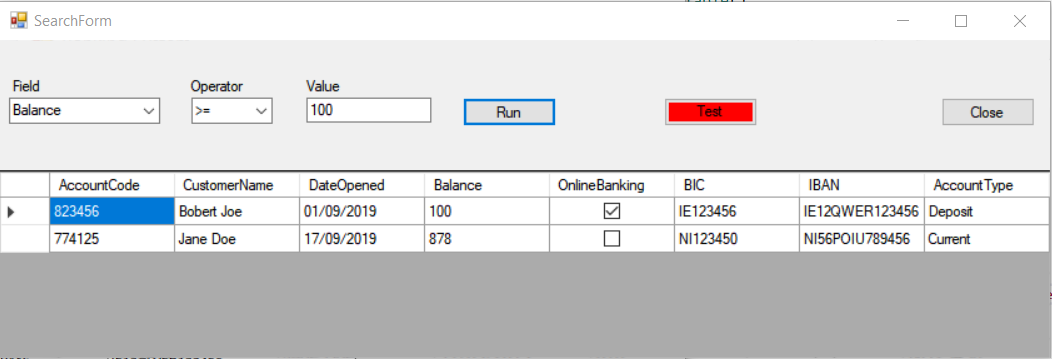 SearchForm
Field Operator Value
Balance >= 100 Run Test Close
AccountCode CustomerName DateOpened Balance OnlineBanking BIC IBAN AccountType
823456 Bobert Joe 01/09/2019 100 IE123456 IE12QWER123456 Deposit
774125 Jane Doe 17/09/2019 878 NI123450 NI56POIU789456 Current